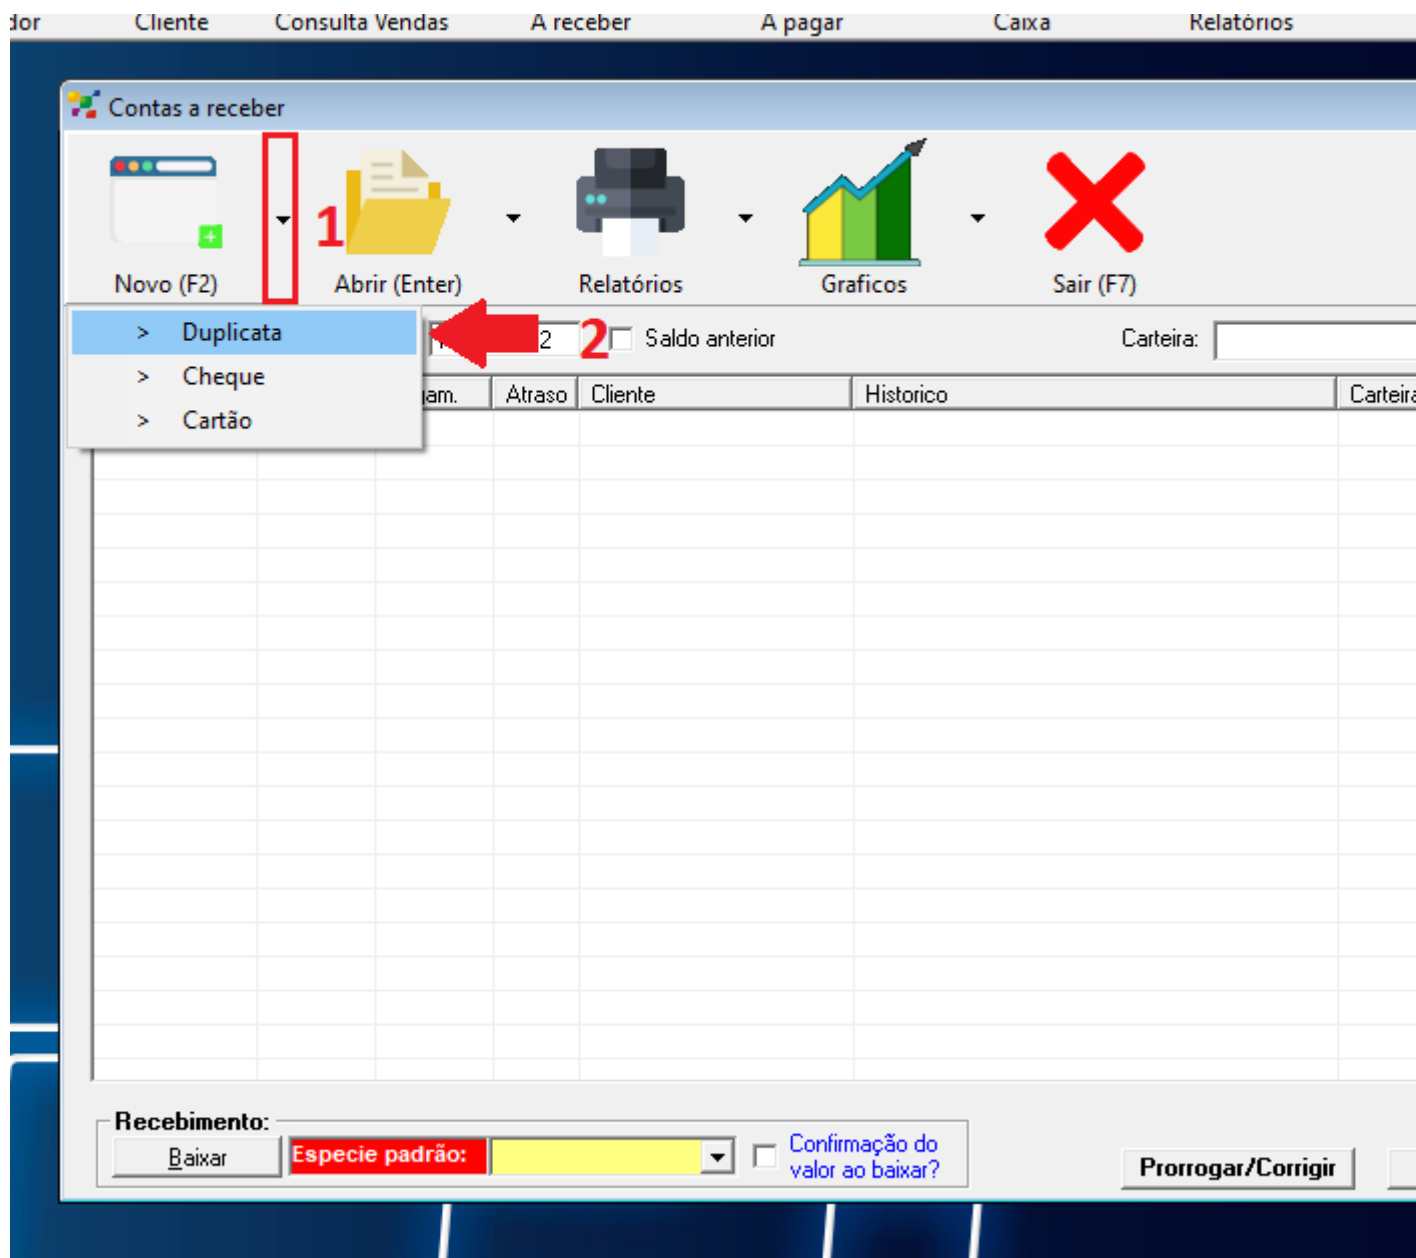 dor Cliente Consulta Vendas A receber A pagar Caixa Relatórios
Contas a receber
1
Novo (F2) Abrir (Enter) Relatórios Graficos Sair (F7)
> Duplicata 2 2 Saldo anterior Carteira:
> Cheque
gam. Atraso Cliente Historico Carteira
> Cartão
Recebimento:
Baixar Especie padrão: Confirmação do
valor ao baixar?
Prorrogar/Corrigir